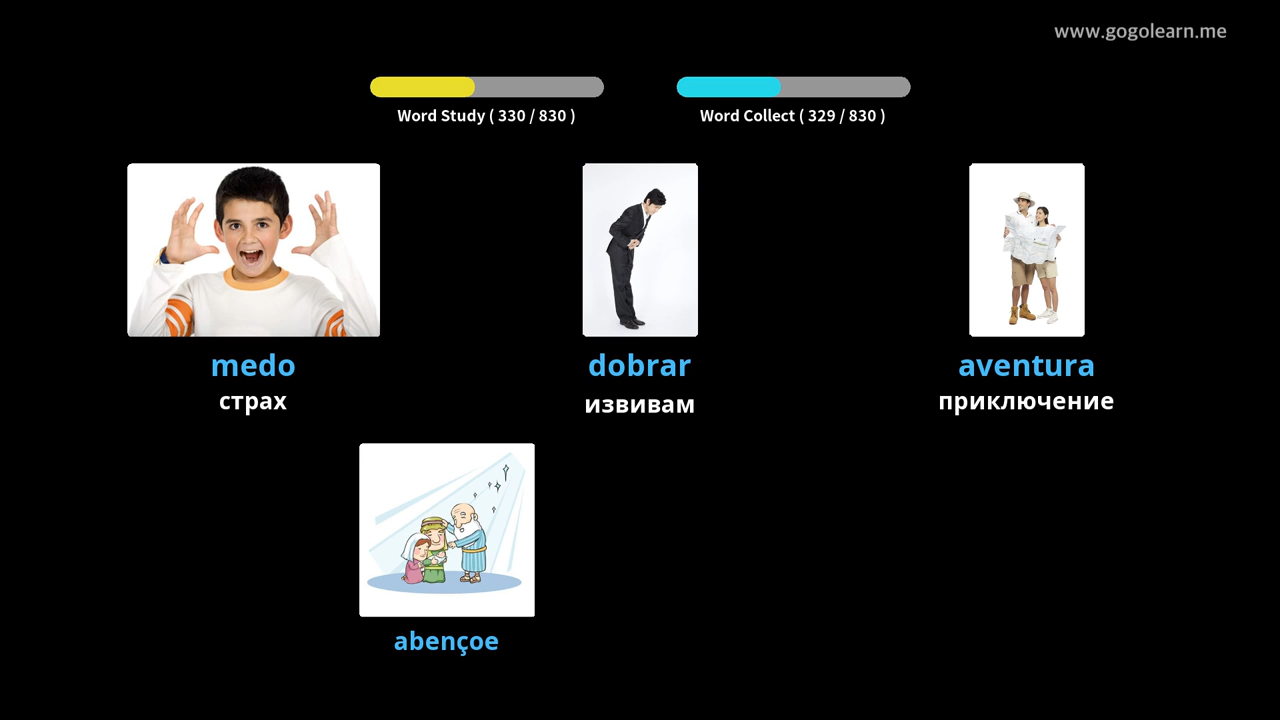 www.gogolearn.me
Word Study ( 330 / 830 )
Word Collect ( 329 / 830 )
medo
dobrar
aventura
страх
извивам
приключение
abençoe